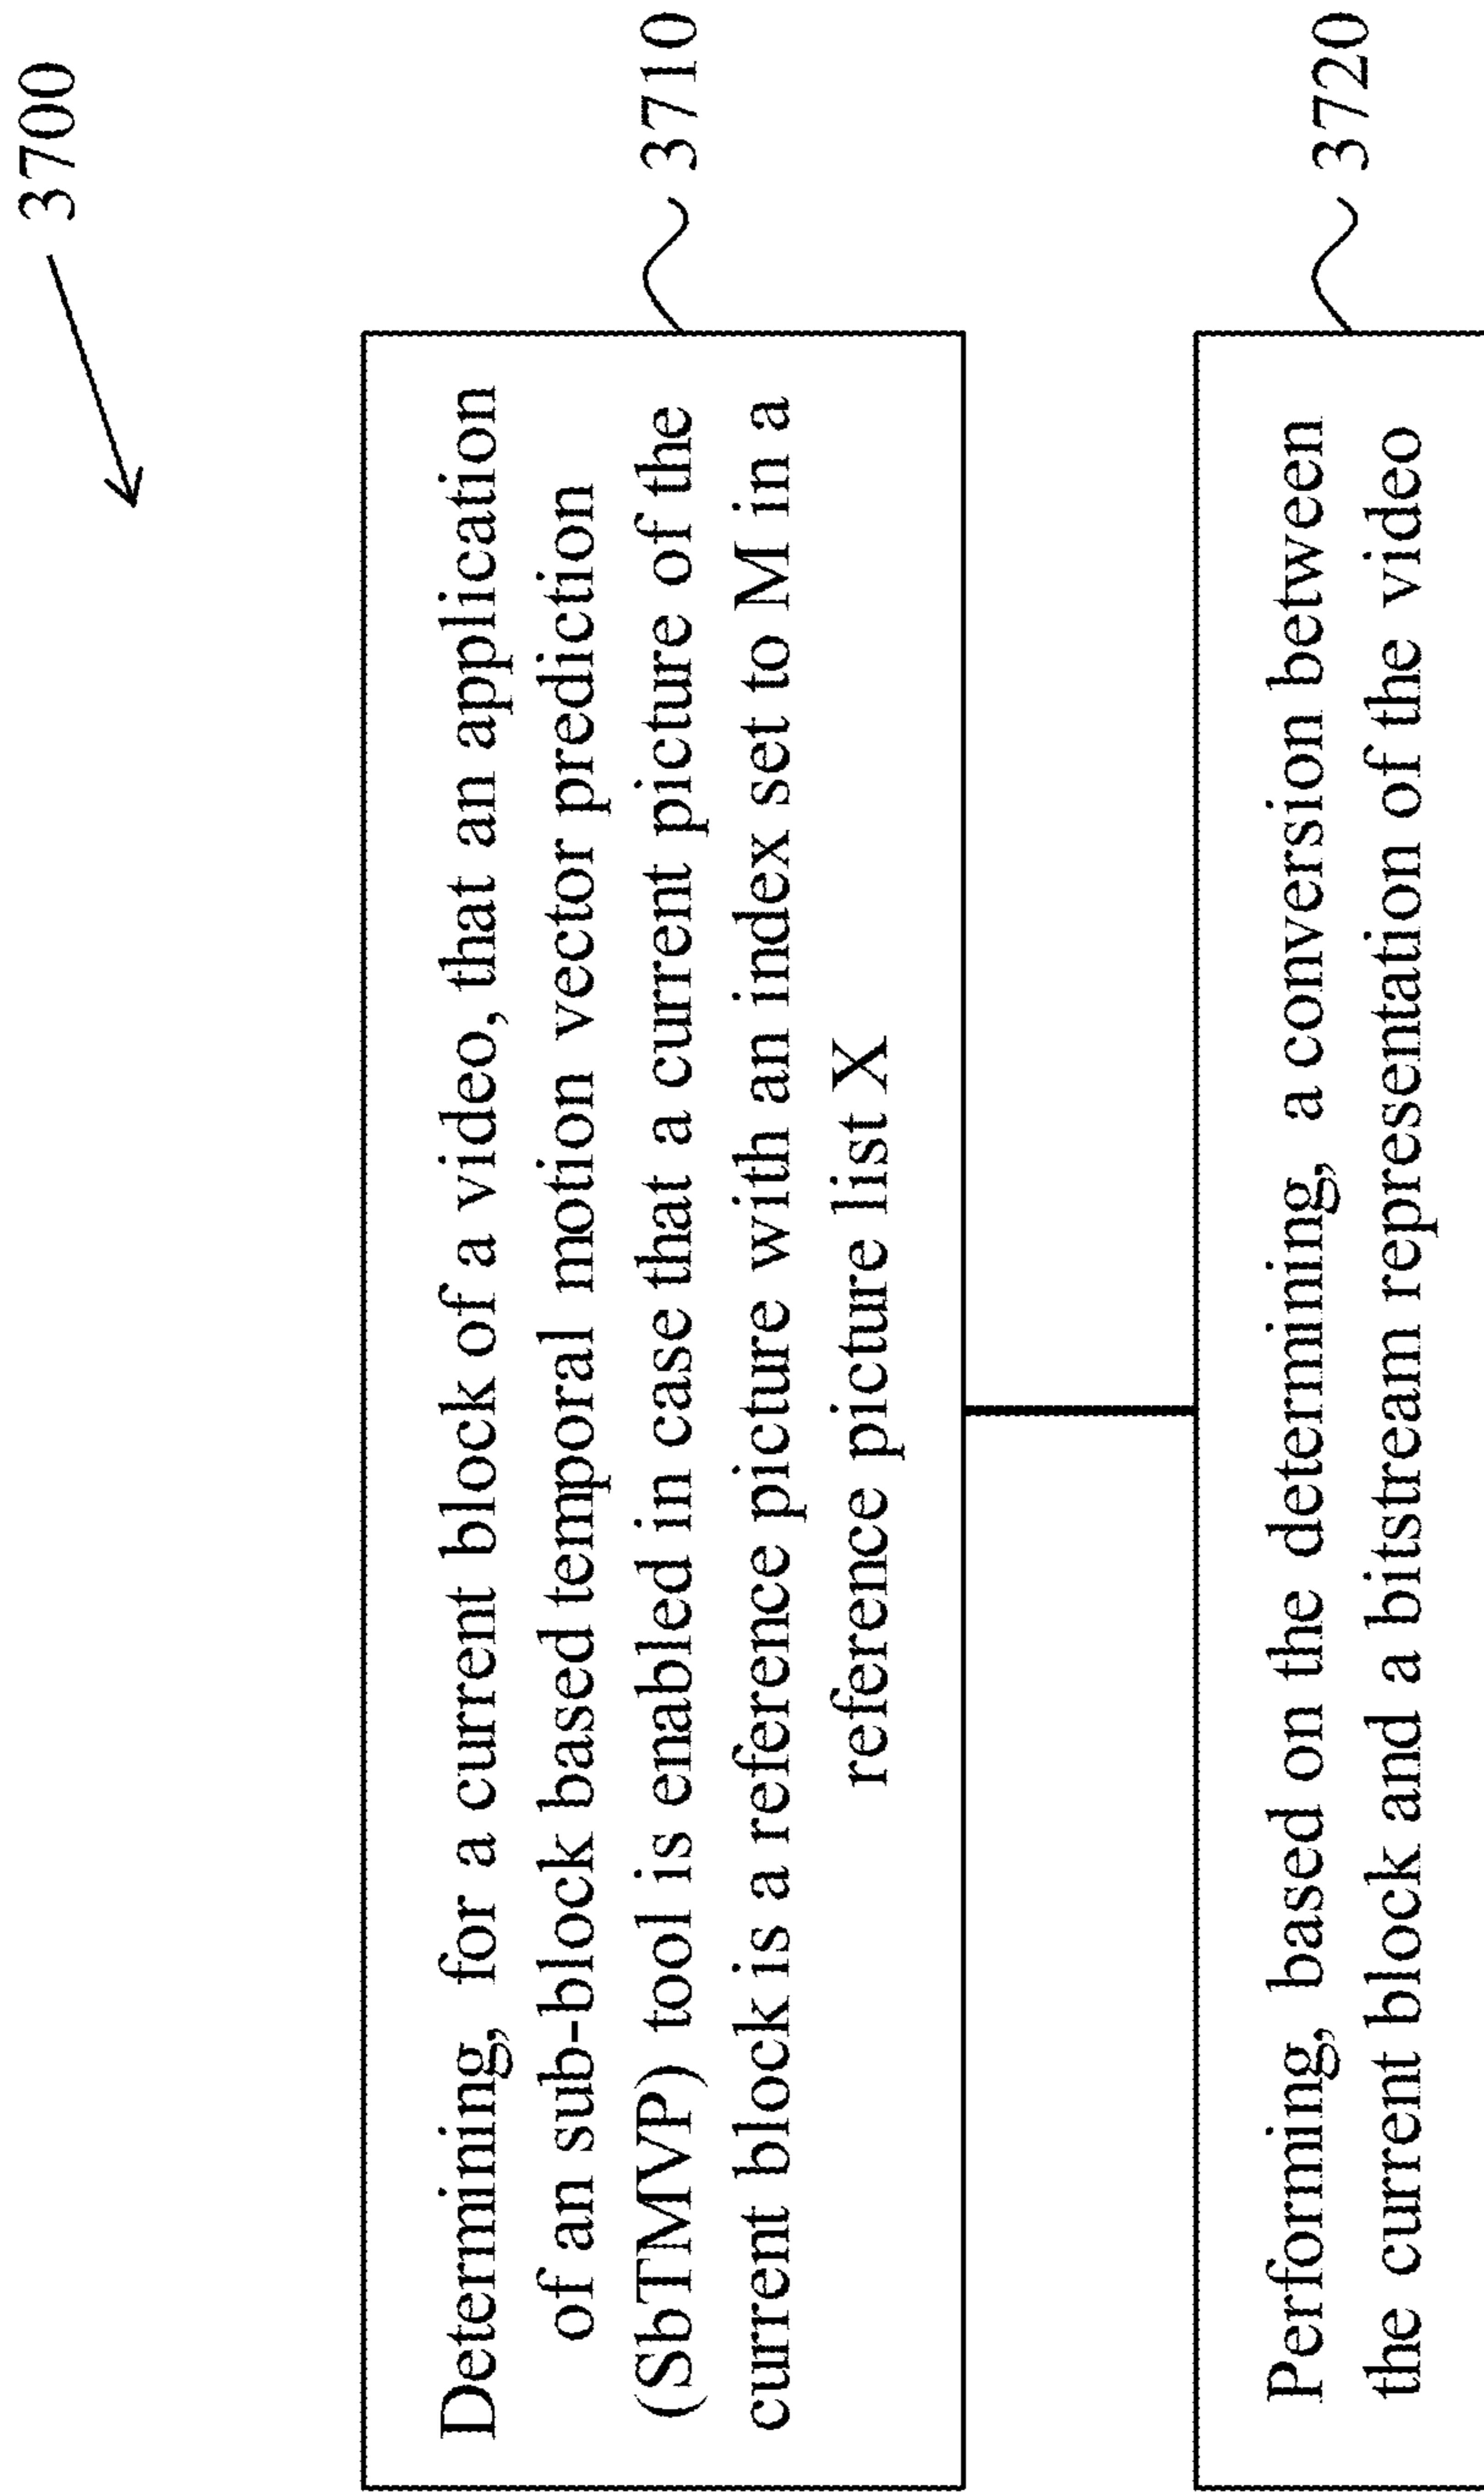 3700
Determining, for a current block of a video, that an application
of an sub-block based temporal motion vector prediction
(SbTMVP) tool is enabled in case that a current picture of the
current block is a reference picture with an index set to M in a
reference picture list X
3710
Performing, based on the determining, a conversion between
the current block and a bitstream representation of the video
3720